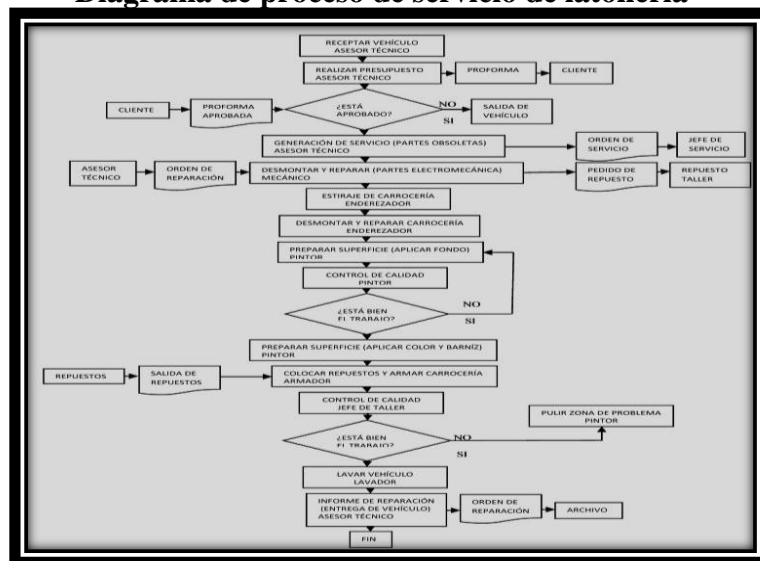 Diagrama de proceso de servicio de latonería
RECEPTAR VEHÍCULO
ASESOR TÉCNICO
REALIZAR PRESUPUESTO
ASESOR TÉCNICO
PROFORMA
CLIENTE
CLIENTE
PROFORMA
APROBADA
¿ESTÁ
APROBADO?
NO
SI
SALIDA DE
VEHÍCULO
GENERACIÓN DE SERVICIO (PARTES OBSOLETAS)
ASESOR TÉCNICO
ORDEN DE
SERVICIO
JEFE DE
SERVICIO
ASESOR
TÉCNICO
ORDEN DE
REPARACIÓN
DESMONTAR Y REPARAR (PARTES ELECTROMECÁNICA)
MECÁNICO
PEDIDO DE
REPUESTO
REPUESTO
TALLER
ESTIRAJE DE CARROCERÍA
ENDEREZADOR
DESMONTAR Y REPARAR CARROCERÍA
ENDEREZADOR
PREPARAR SUPERFICIE (APLICAR FONDO)
PINTOR
CONTROL DE CALIDAD
PINTOR
¿ESTÁ BIEN
EL TRABAJO?
NO
SI
PREPARAR SUPERFICIE (APLICAR COLOR Y BARNÍZ)
PINTOR
REPUESTOS
SALIDA DE
REPUESTOS
COLOCAR REPUESTOS Y ARMAR CARROCERÍA
ARMADOR
CONTROL DE CALIDAD
JEFE DE TALLER
PULIR ZONA DE PROBLEMA
PINTOR
¿ESTÁ BIEN
EL TRABAJO?
NO
SI
LAVAR VEHÍCULO
LAVADOR
INFORME DE REPARACIÓN
(ENTREGA DE VEHÍCULO)
ASESOR TÉCNICO
ORDEN DE
REPARACIÓN
ARCHIVO
FIN